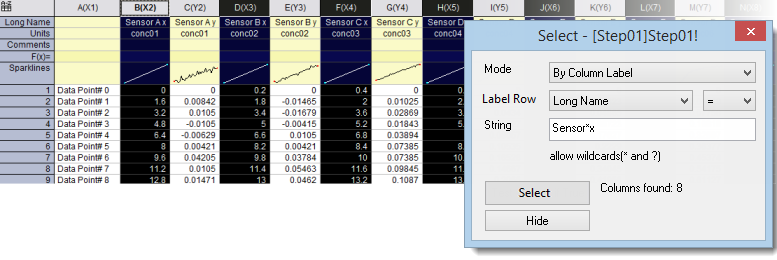 A(X1) B(X2) C(Y2) D(X3) E(Y3) F(X4) G(Y4) H(X5) I(Y5) J(X6) K(Y6) L(X7) M(Y7)
Long Name Sensor A x Sensor A y Sensor B x Sensor B y Sensor C x Sensor C y Sensor D
Units conc01 conc01 conc02 conc02 conc03 conc03 conc04
Comments
F(x)=
Sparklines
1 Data Point# 0 0 0 0.2 0 0.4 0
2 Data Point# 1 1.6 0.00842 1.8 -0.01465 2 0.01025
3 Data Point# 2 3.2 0.0105 3.4 -0.01679 3.6 0.02869
4 Data Point# 3 4.8 -0.0105 5 0.00415 5.2 0.01843
5 Data Point# 4 6.4 -0.00629 6.6 0.0105 6.8 0.03894
6 Data Point# 5 8 0.00421 8.2 0.00421 8.4 0.07385
7 Data Point# 6 9.6 0.04205 9.8 0.03784 10 0.07385
8 Data Point# 7 11.2 0.0105 11.4 0.05463 11.6 0.09845
9 Data Point# 8 12.8 0.01471 13 0.0462 13.2 0.1087
Select - [Step01]Step01!
Mode By Column Label
Label Row Long Name =
String Sensor*x
allow wildcards(* and ?)
Select Columns found: 8
Hide